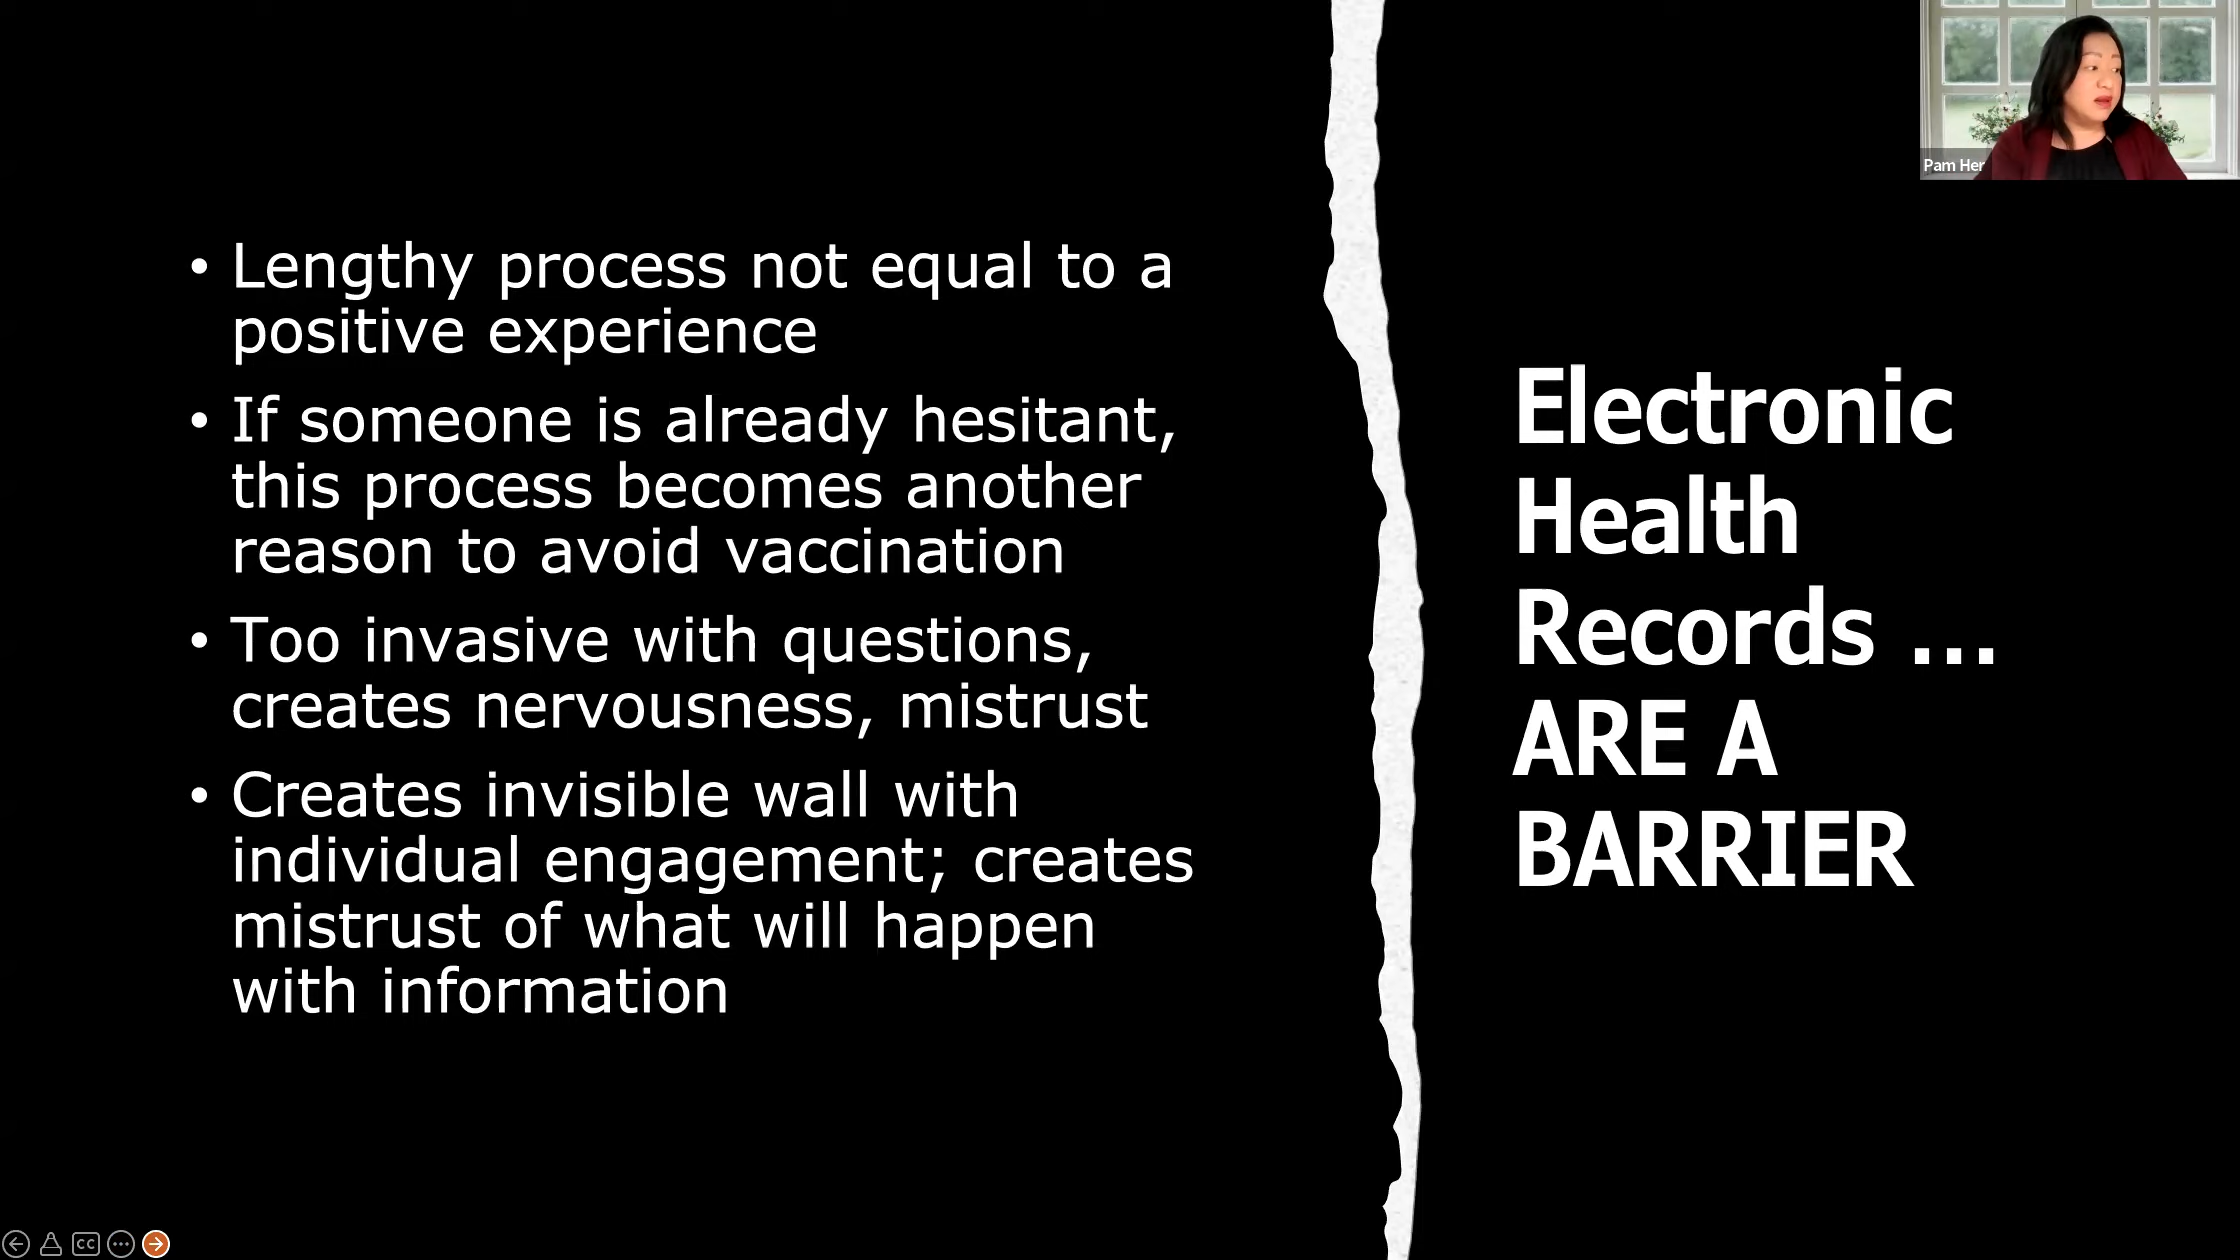 • Lengthy process not equal to a
positive experience
• If someone is already hesitant,
this process becomes another
reason to avoid vaccination
• Too invasive with questions,
creates nervousness, mistrust
• Creates invisible wall with
individual engagement; creates
mistrust of what will happen
with information
Electronic
Health
Records ...
ARE A
BARRIER
Pam Her
CC